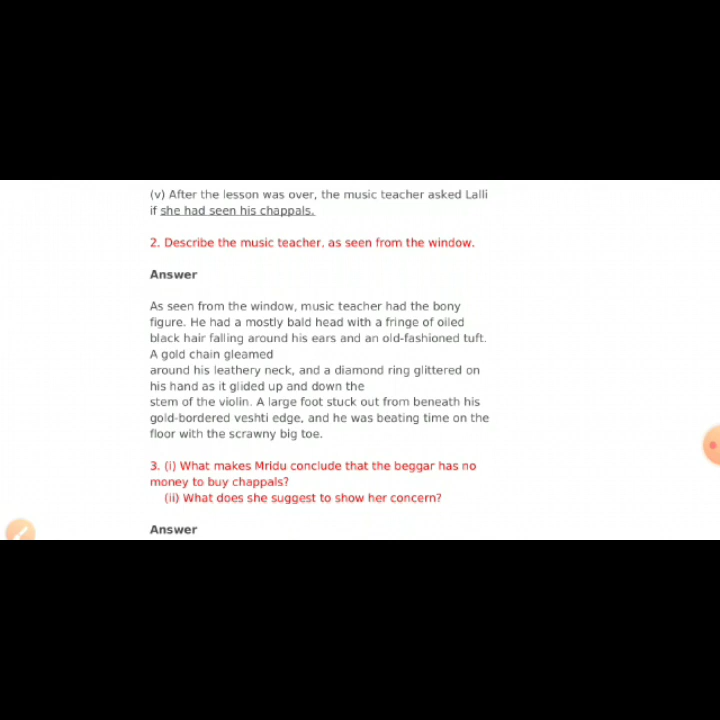 (v) After the lesson was over, the music teacher asked Lalli
if she had seen his chappals.
2. Describe the music teacher, as seen from the window.
Answer
As seen from the window, music teacher had the bony
figure. He had a mostly bald head with a fringe of oiled
black hair falling around his ears and an old-fashioned tuft.
A gold chain gleamed
around his leathery neck, and a diamond ring glittered on
his hand as it glided up and down the
stem of the violin. A large foot stuck out from beneath his
gold-bordered veshti edge, and he was beating time on the
floor with the scrawny big toe.
3. (i) What makes Mridu conclude that the beggar has no
money to buy chappals?
(ii) What does she suggest to show her concern?
Answer